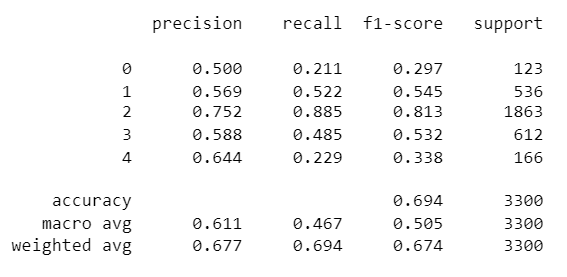 precision recall f1-score support
0 0.500 0.211 0.297 123
1 0.569 0.522 0.545 536
2 0.752 0.885 0.813 1863
3 0.588 0.485 0.532 612
4 0.644 0.229 0.338 166
accuracy 0.694 3300
macro avg 0.611 0.467 0.505 3300
weighted avg 0.677 0.694 0.674 3300